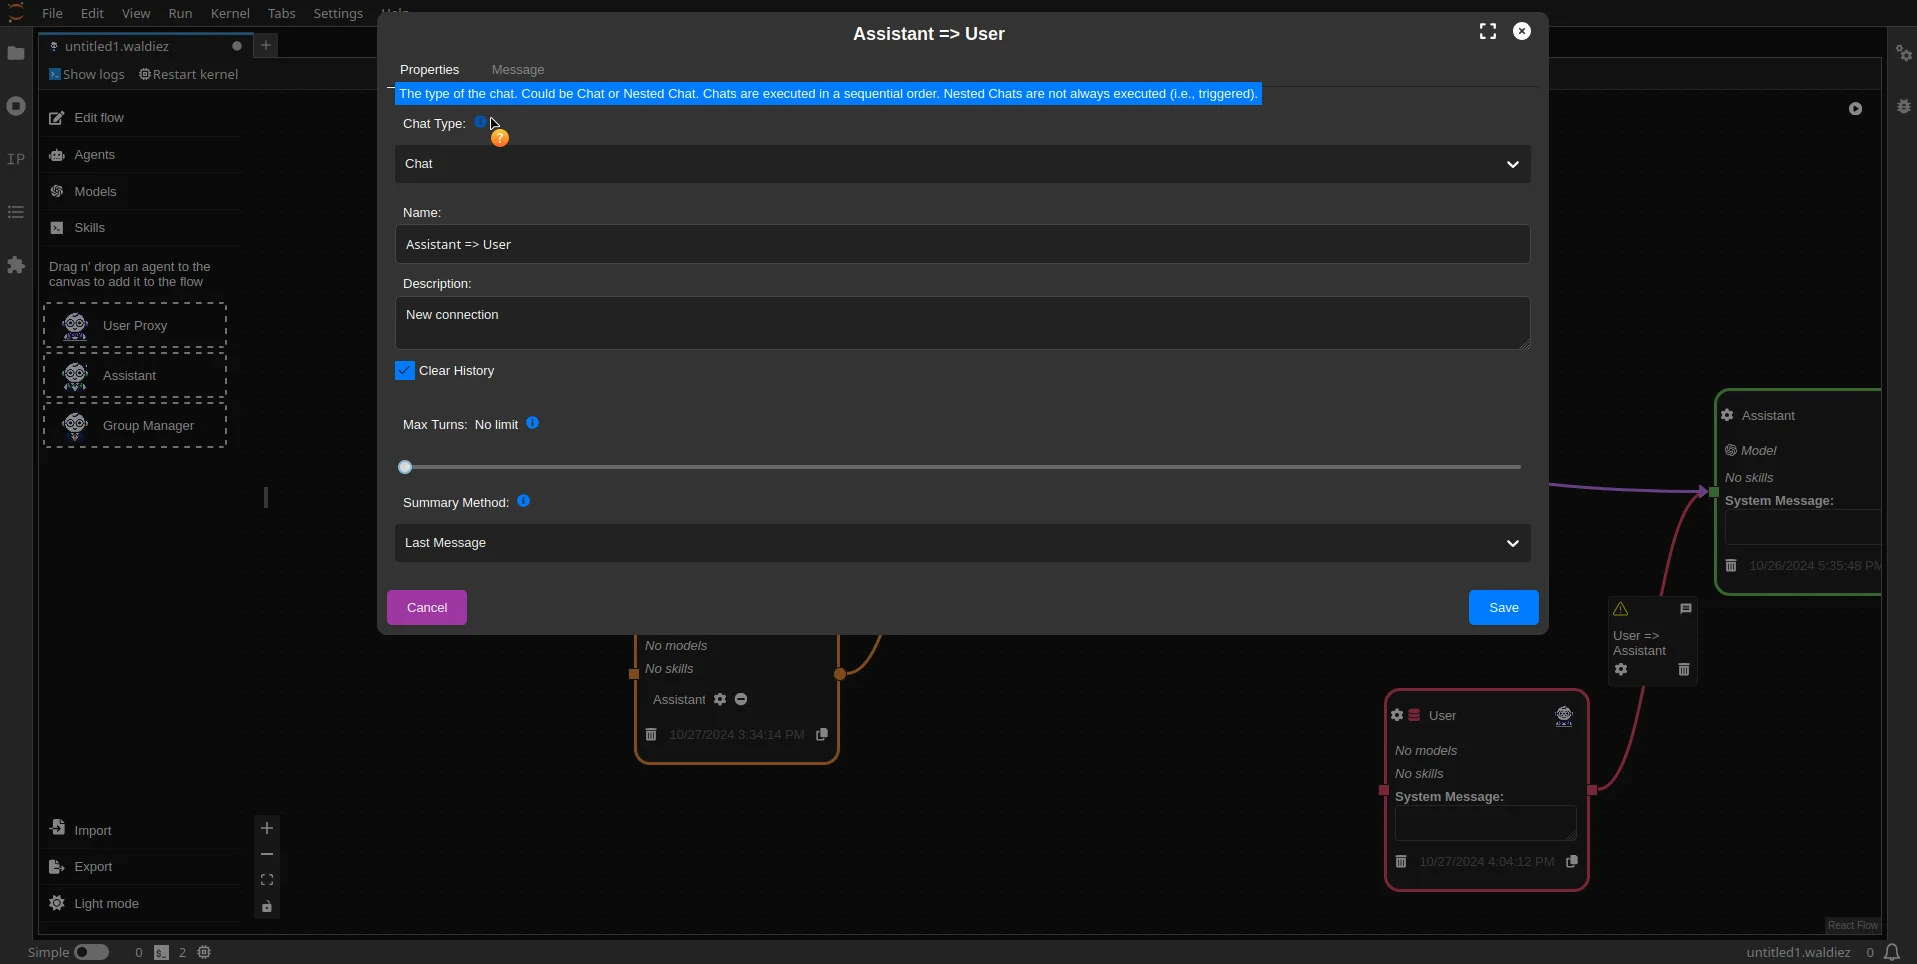 File Edit View Run Kernel Tabs Settings Help
untitled1.waldiez
Show logs Restart kernel
Edit flow
Agents
Models
Skills
Drag n' drop an agent to the
canvas to add it to the flow
User Proxy
Assistant
Group Manager
Import
Export
Light mode
IP
Assistant => User
Properties Message
The type of the chat. Could be Chat or Nested Chat. Chats are executed in a sequential order. Nested Chats are not always executed (i.e., triggered).
Chat Type:
Chat
Name:
Assistant => User
Description:
New connection
Clear History
Max Turns: No limit
Summary Method:
Last Message
Cancel Save
No models
No skills
Assistant
10/27/2024 3:34:14 PM
Assistant
Model
No skills
System Message:
10/26/2024 5:35:48 PM
User =>
Assistant
User
No models
No skills
System Message:
10/27/2024 4:04:12 PM
React Flow
Simple 0 2 untitled1.waldiez 0